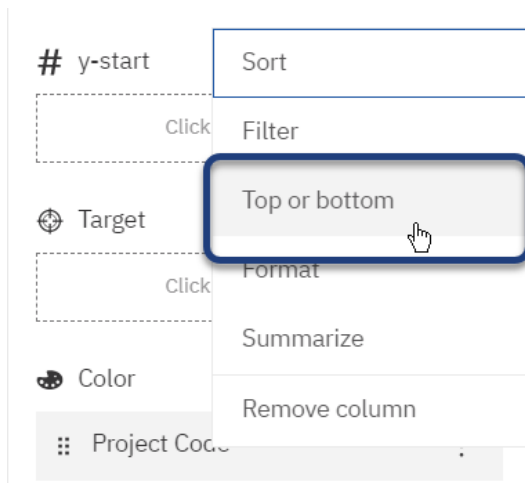 # y-start
Sort
Click
Filter
Top or bottom
Target
Click
Format
Summarize
Color
Remove column
Project Code